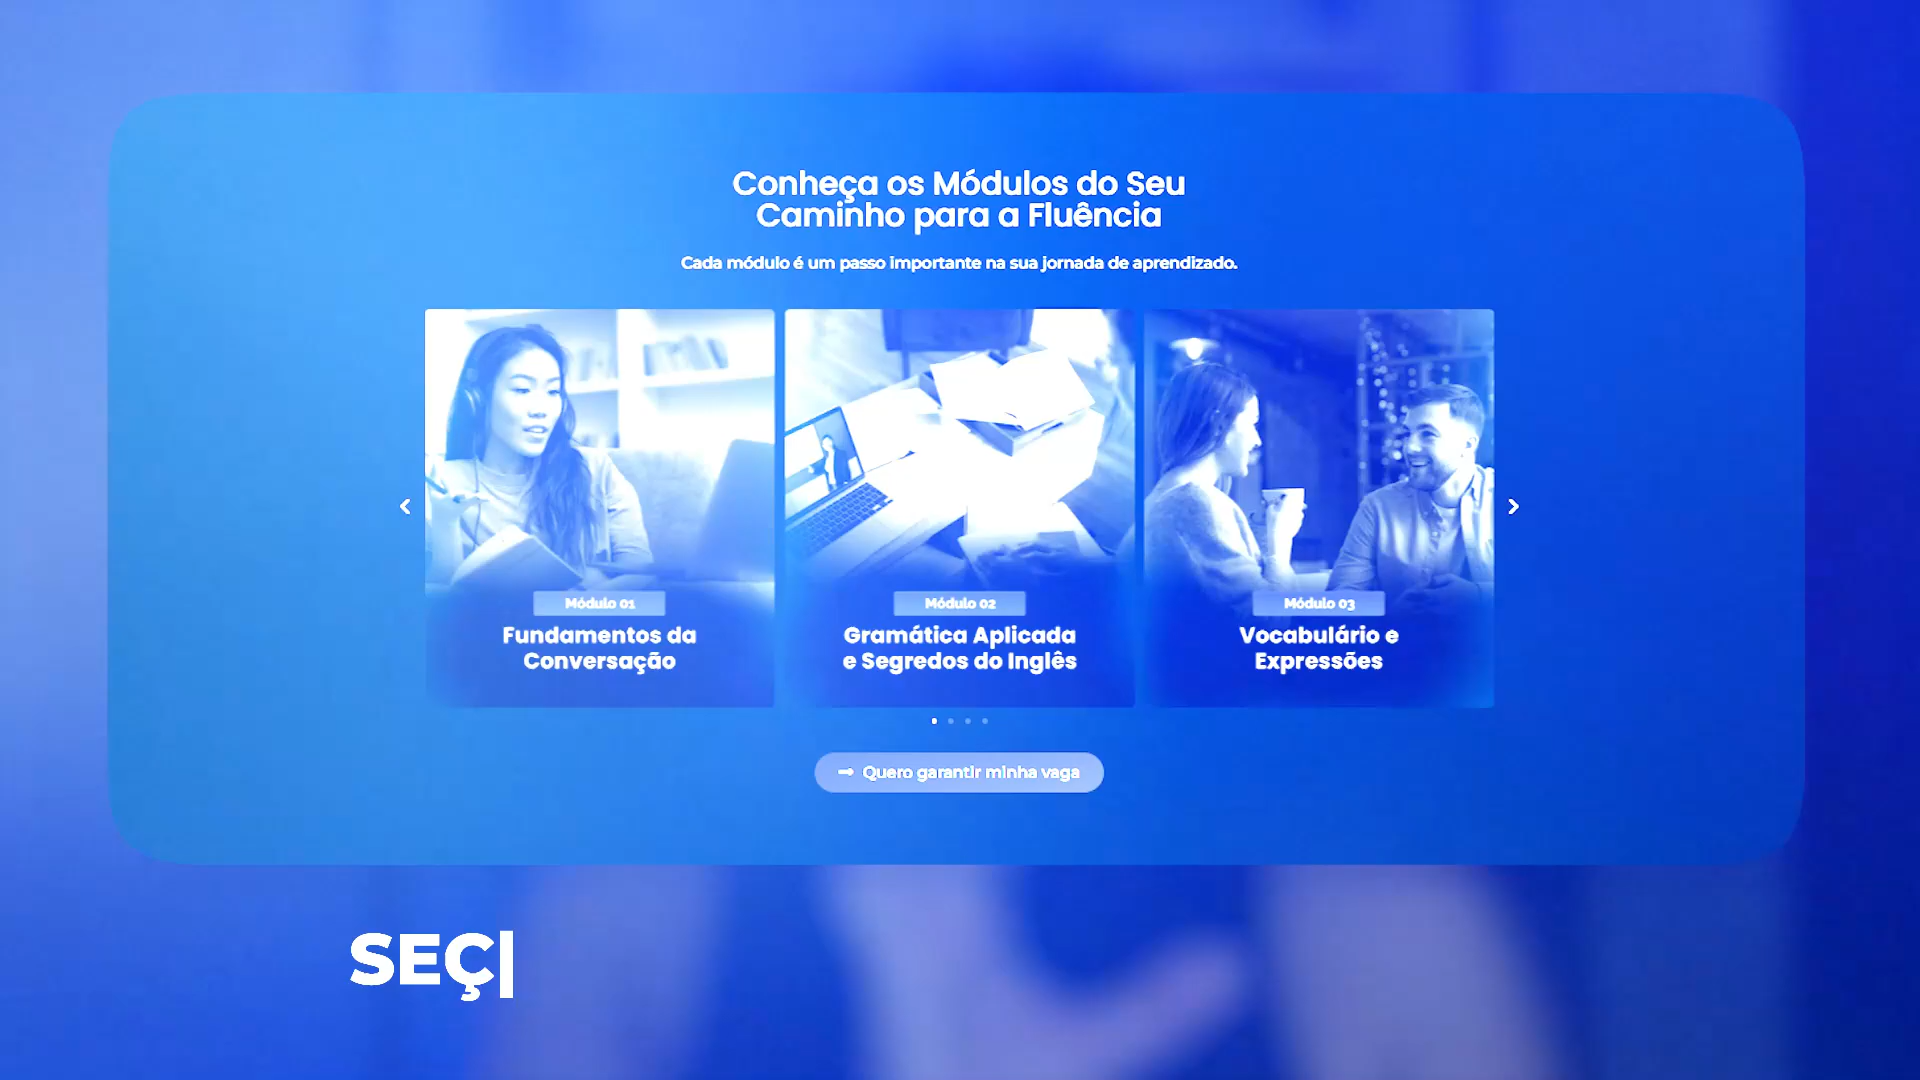 Conheça os Módulos do Seu
Caminho para a Fluência
Cada módulo é um passo importante na sua jornada de aprendizado.
Módulo 01
Fundamentos da
Conversação
Módulo 02
Gramática Aplicada
e Segredos do Inglês
Módulo 03
Vocabulário e
Expressões
Quero garantir minha vaga
SEÇ|